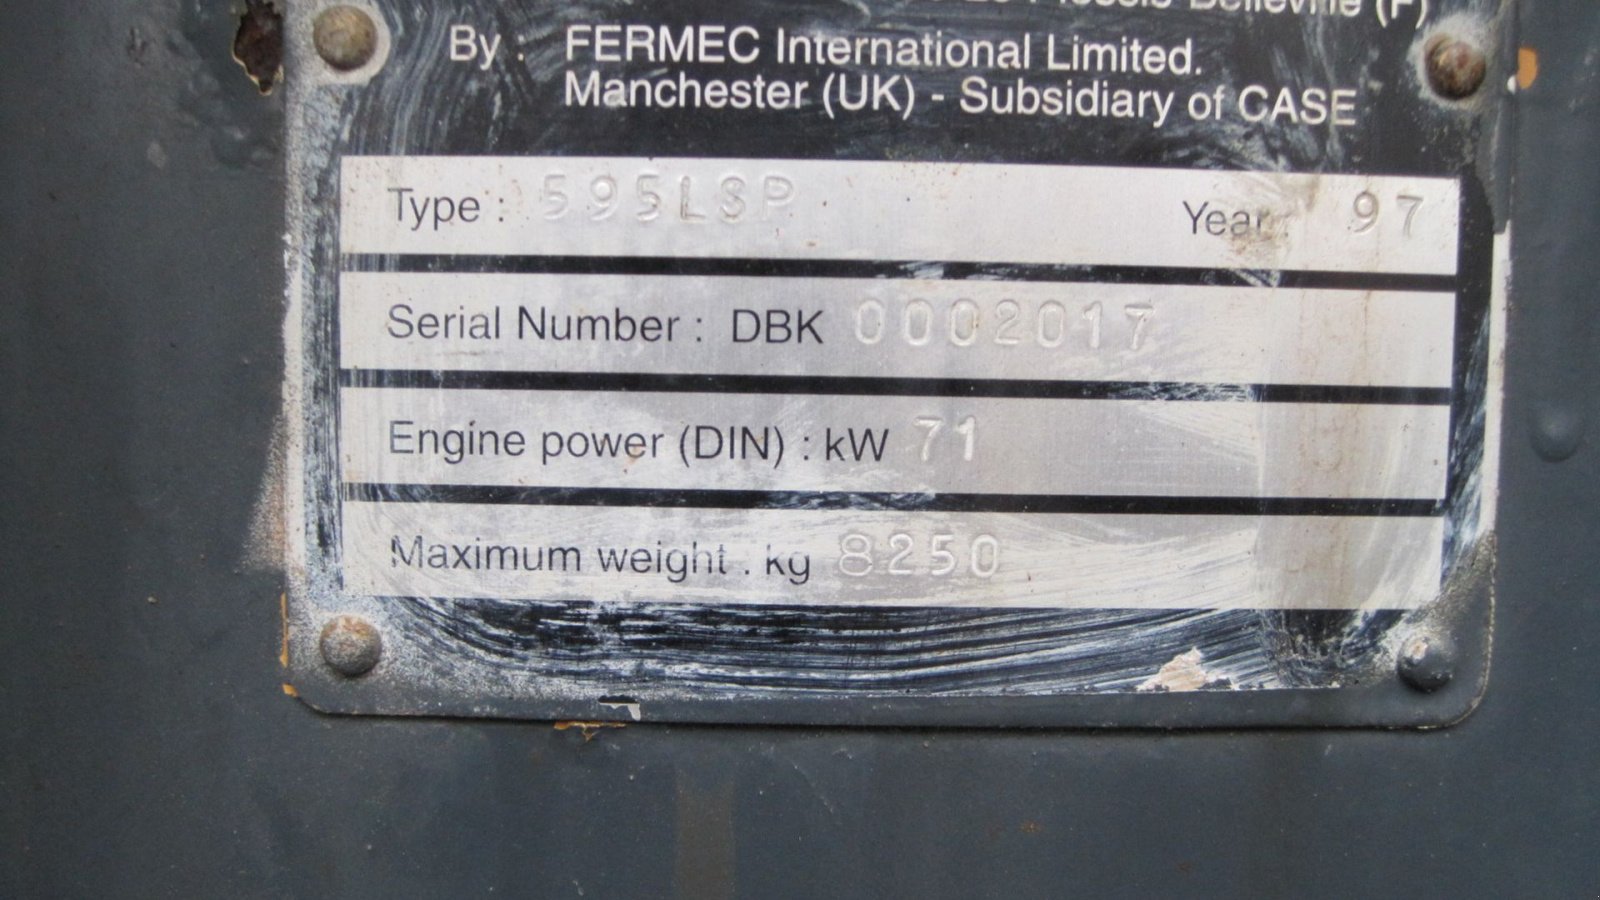 Belleville (F)
By : FERMEC International Limited.
Manchester (UK) - Subsidiary of CASE
Type : 595LSP Year : 97
Serial Number : DBK 0002017
Engine power (DIN) : kW 71
Maximum weight . kg 8250